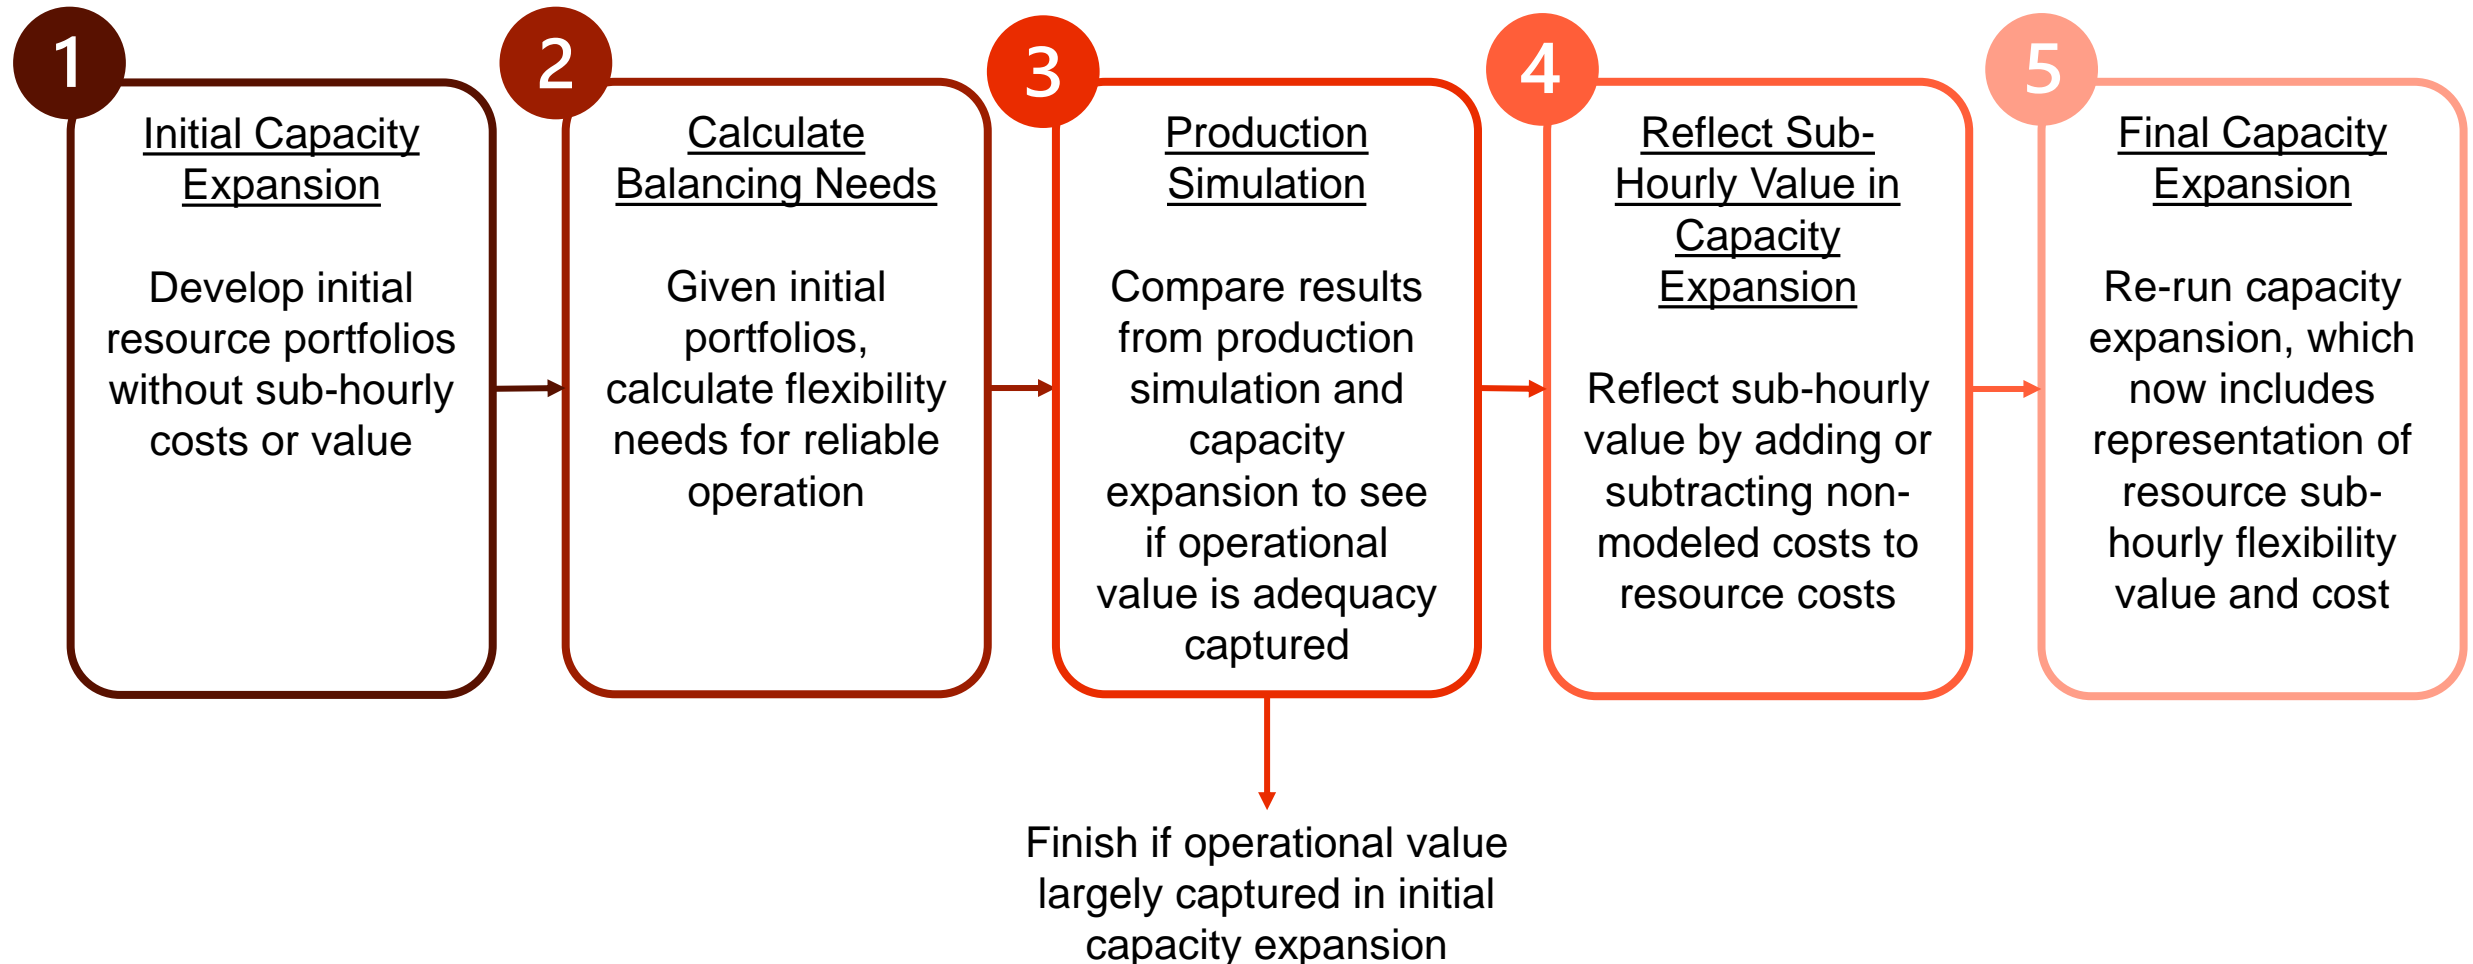 1
Initial Capacity
Expansion
Develop initial
resource portfolios
without sub-hourly
costs or value
2
Calculate
Balancing Needs
Given initial
portfolios,
calculate flexibility
needs for reliable
operation
3
Production
Simulation
Compare results
from production
simulation and
capacity
expansion to see
if operational
value is adequacy
captured
Finish if operational value
largely captured in initial
capacity expansion
4
Reflect Sub-
Hourly Value in
Capacity
Expansion
Reflect sub-hourly
value by adding or
subtracting non-
modeled costs to
resource costs
5
Final Capacity
Expansion
Re-run capacity
expansion, which
now includes
representation of
resource sub-
hourly flexibility
value and cost